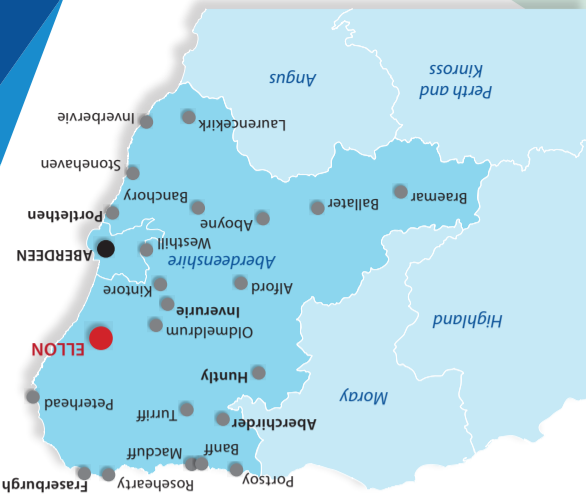 Portsoy
Fraserburgh
Rosehearty
Banff
Macduff
Aberchirder
Turriff
Peterhead
Moray
Huntly
ELLON
Oldmeldrum
Highland
Inverurie
Alford
Kintore
Aberdeenshire
ABERDEEN
Westhill
Aboyne
Portlethen
Braemar
Ballater
Banchory
Stonehaven
Laurencekirk
Inverbervie
Perth and
Kinross
Angus